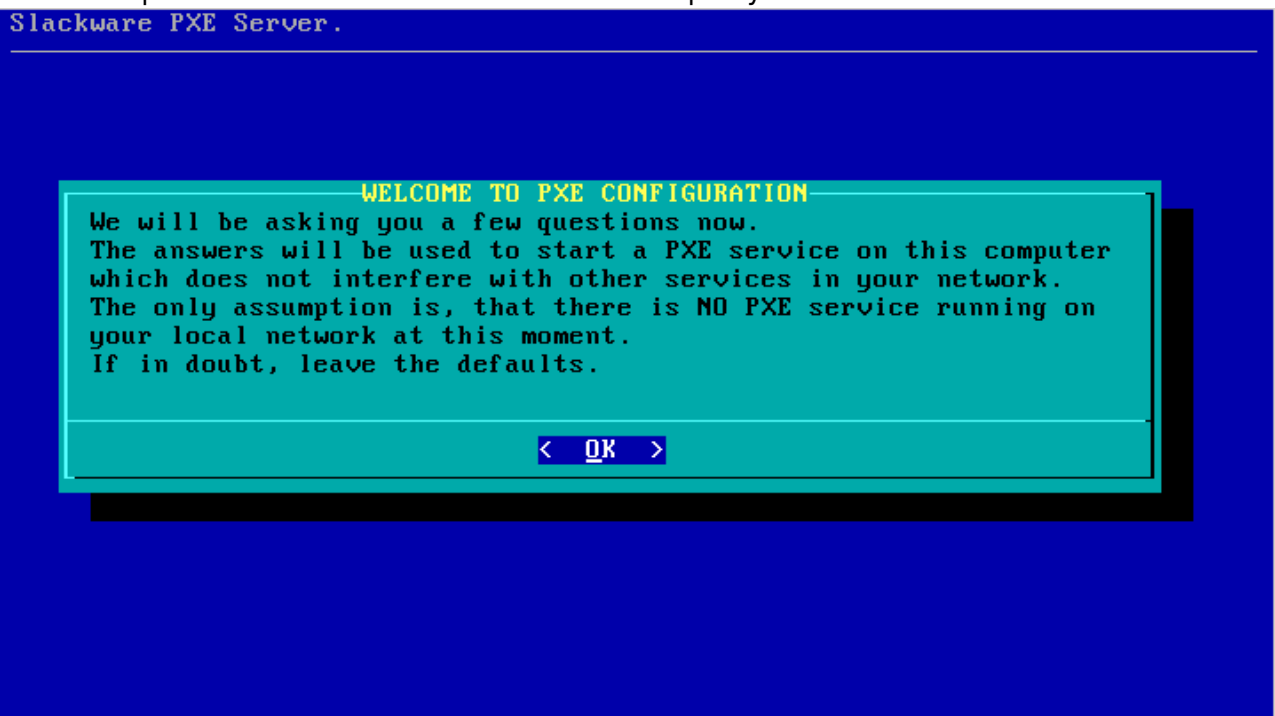 Slackware PXE Server.
WELCOME TO PXE CONFIGURATION
We will be asking you a few questions now.
The answers will be used to start a PXE service on this computer
which does not interfere with other services in your network.
The only assumption is, that there is NO PXE service running on
your local network at this moment.
If in doubt, leave the defaults.
< OK >